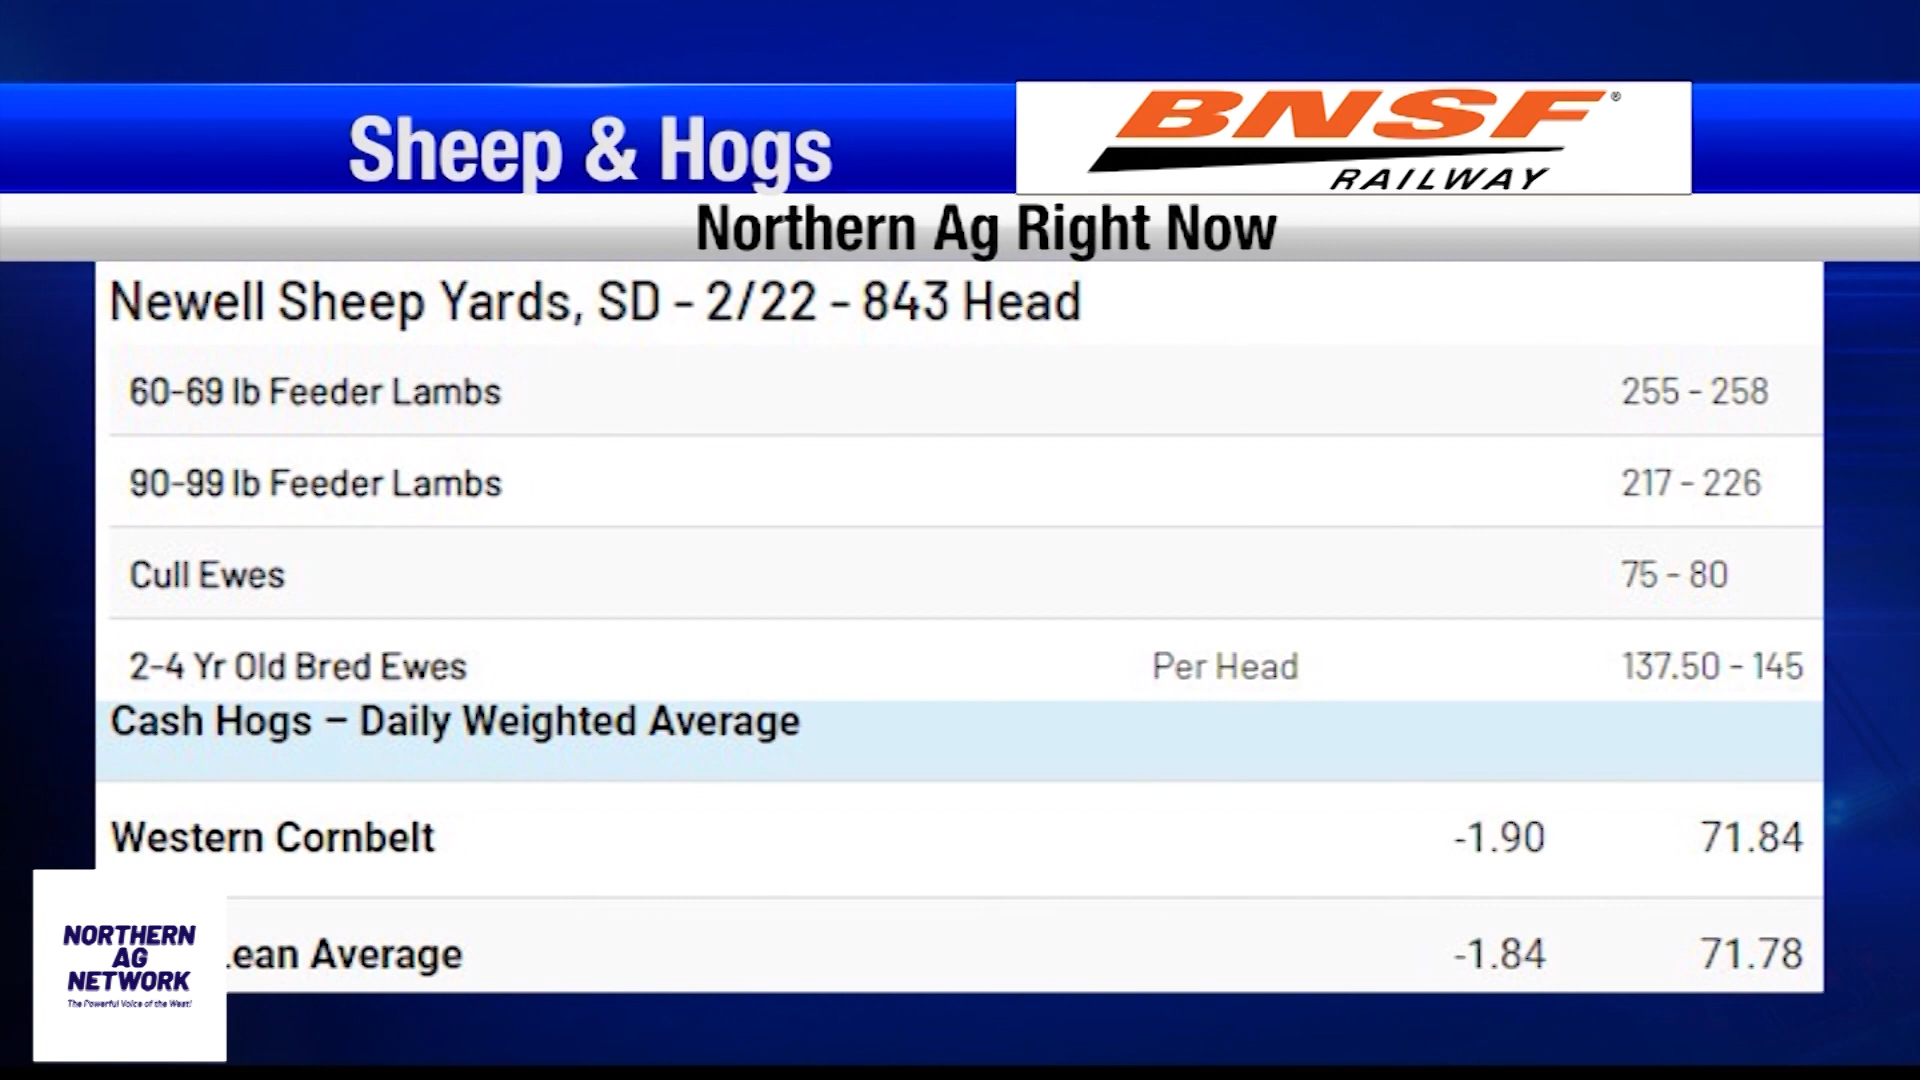 Sheep & Hogs
BNSF®
RAILWAY
Northern Ag Right Now
Newell Sheep Yards, SD - 2/22 - 843 Head
60-69 lb Feeder Lambs 255 - 258
90-99 lb Feeder Lambs 217 - 226
Cull Ewes 75 - 80
2-4 Yr Old Bred Ewes Per Head 137.50 - 145
Cash Hogs – Daily Weighted Average
Western Cornbelt -1.90 71.84
Average -1.84 71.78
NORTHERN
AG
NETWORK
The Powerful Voice of the West!